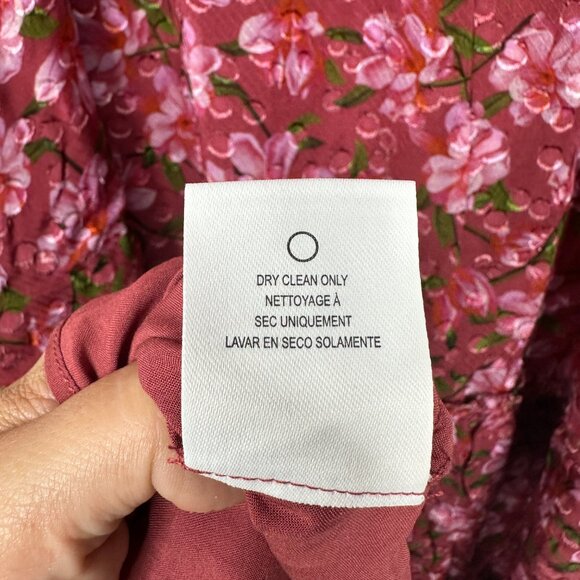 DRY CLEAN ONLY
NETTOYAGE À
SEC UNIQUEMENT
LAVAR EN SECO SOLAMENTE